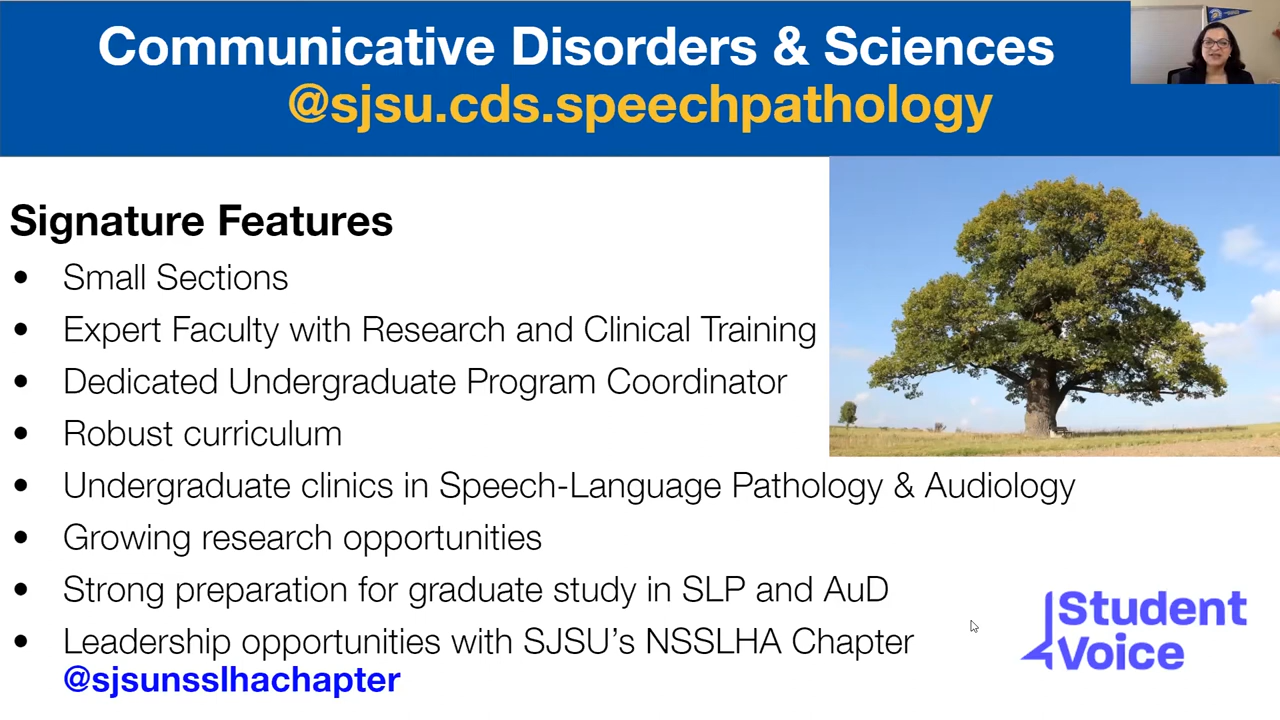 Communicative Disorders & Sciences
@sjsu.cds.speechpathology
Signature Features
• Small Sections
• Expert Faculty with Research and Clinical Training
• Dedicated Undergraduate Program Coordinator
• Robust curriculum
• Undergraduate clinics in Speech-Language Pathology & Audiology
• Growing research opportunities
• Strong preparation for graduate study in SLP and AuD
• Leadership opportunities with SJSU’s NSSLHA Chapter
@sjsunsslhachapter
Student
Voice